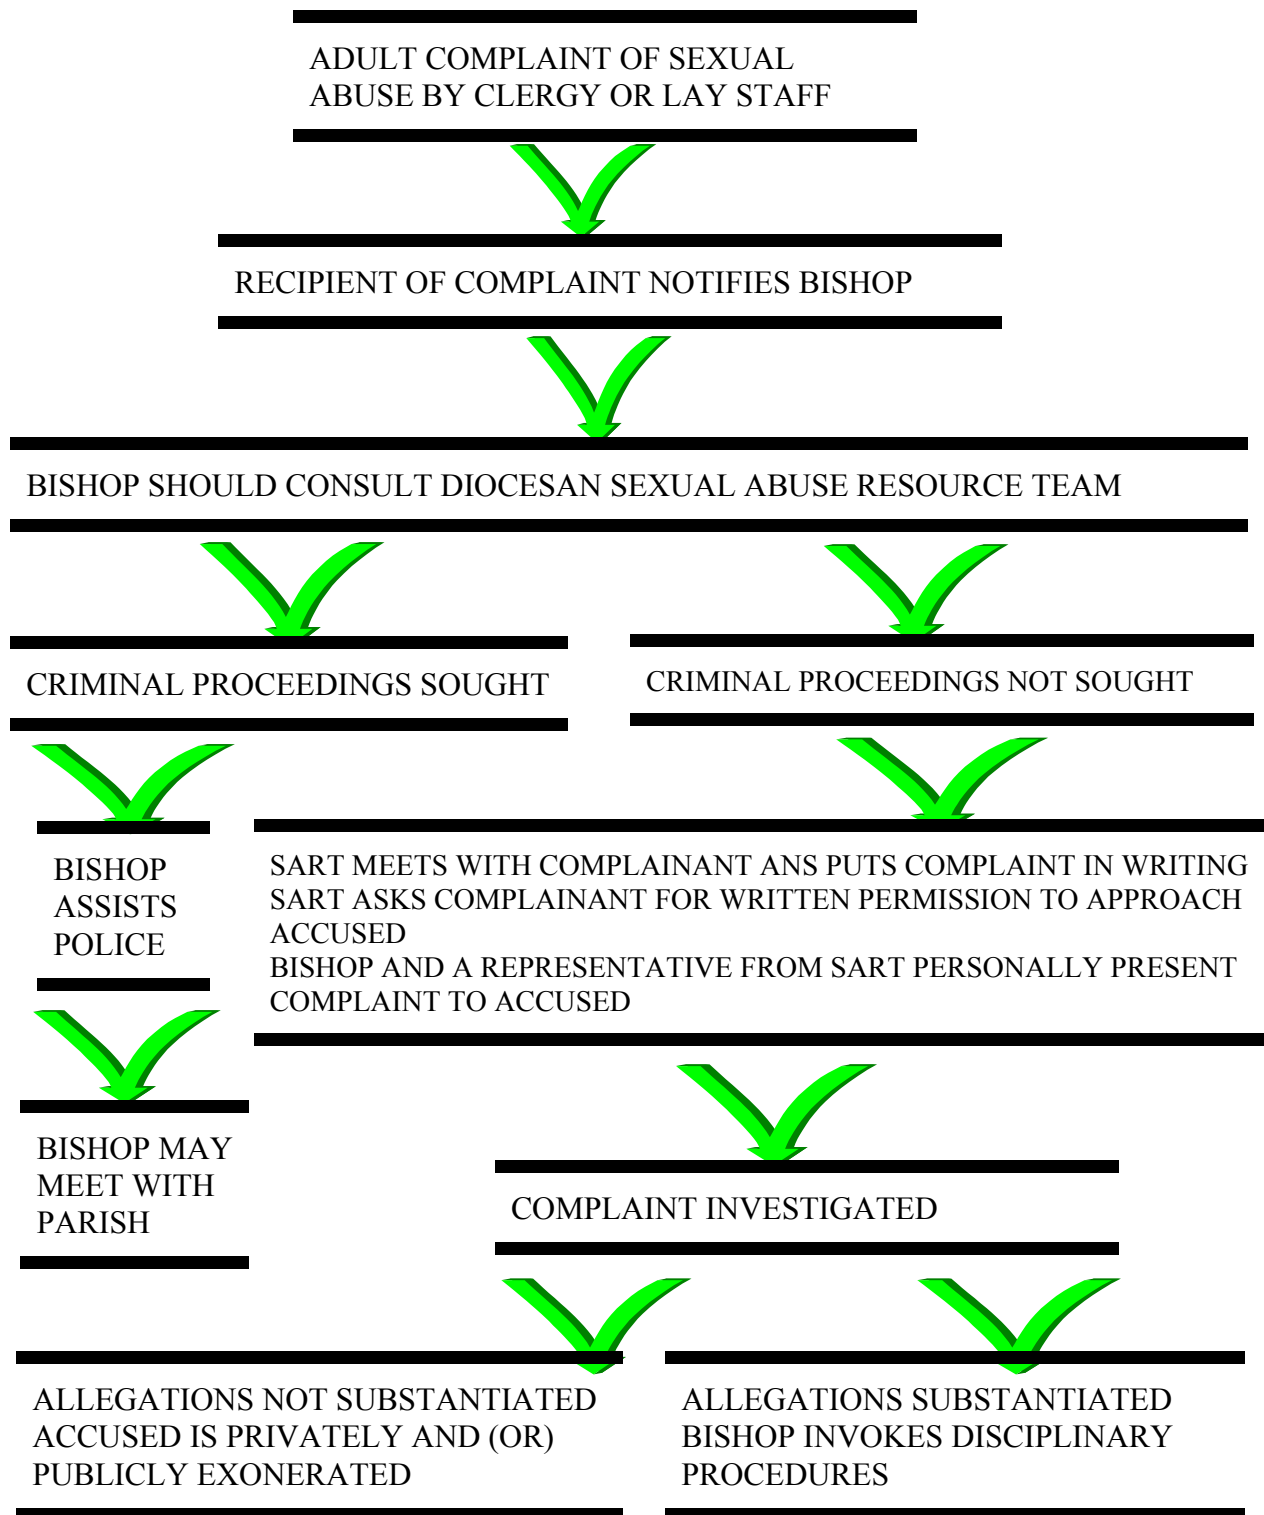 ADULT COMPLAINT OF SEXUAL
ABUSE BY CLERGY OR LAY STAFF
RECIPIENT OF COMPLAINT NOTIFIES BISHOP
BISHOP SHOULD CONSULT DIOCESAN SEXUAL ABUSE RESOURCE TEAM
CRIMINAL PROCEEDINGS SOUGHT
CRIMINAL PROCEEDINGS NOT SOUGHT
BISHOP
ASSISTS
POLICE
SART MEETS WITH COMPLAINANT ANS PUTS COMPLAINT IN WRITING
SART ASKS COMPLAINANT FOR WRITTEN PERMISSION TO APPROACH
ACCUSED
BISHOP AND A REPRESENTATIVE FROM SART PERSONALLY PRESENT
COMPLAINT TO ACCUSED
BISHOP MAY
MEET WITH
PARISH
COMPLAINT INVESTIGATED
ALLEGATIONS NOT SUBSTANTIATED
ACCUSED IS PRIVATELY AND (OR)
PUBLICLY EXONERATED
ALLEGATIONS SUBSTANTIATED
BISHOP INVOKES DISCIPLINARY
PROCEDURES